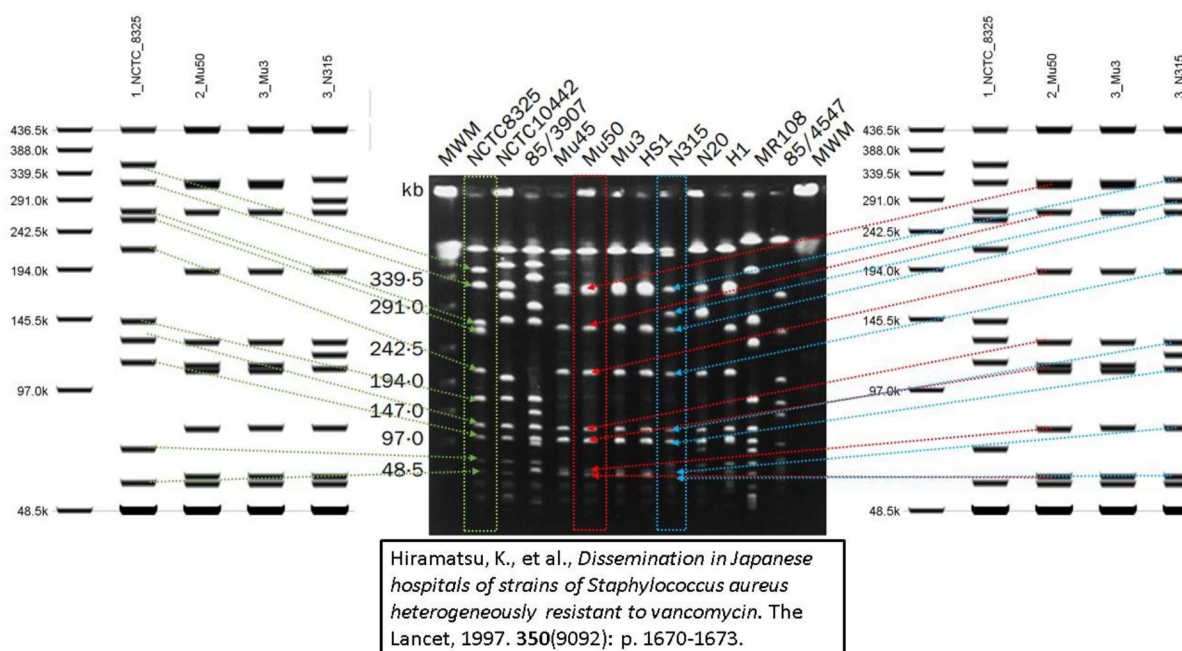 1_NCTC_8325
2_Mu50
3_Mu3
3_N315
436.5k
388.0k
339.5k
291.0k
242.5k
194.0k
145.5k
97.0k
48.5k
MWM
NCTC8325
NCTC10442
85/3907
Mu45
Mu50
Mu3
HS1
N315
N20
H1
MR108
85/4547
MWM
kb
339·5
291·0
242·5
194·0
147·0
97·0
48·5
1_NCTC_8325
2_Mu50
3_Mu3
3_N315
436.5k
388.0k
339.5k
291.0k
242.5k
194.0k
145.5k
97.0k
48.5k
Hiramatsu, K., et al., Dissemination in Japanese
hospitals of strains of Staphylococcus aureus
heterogeneously resistant to vancomycin. The
Lancet, 1997. 350(9092): p. 1670-1673.